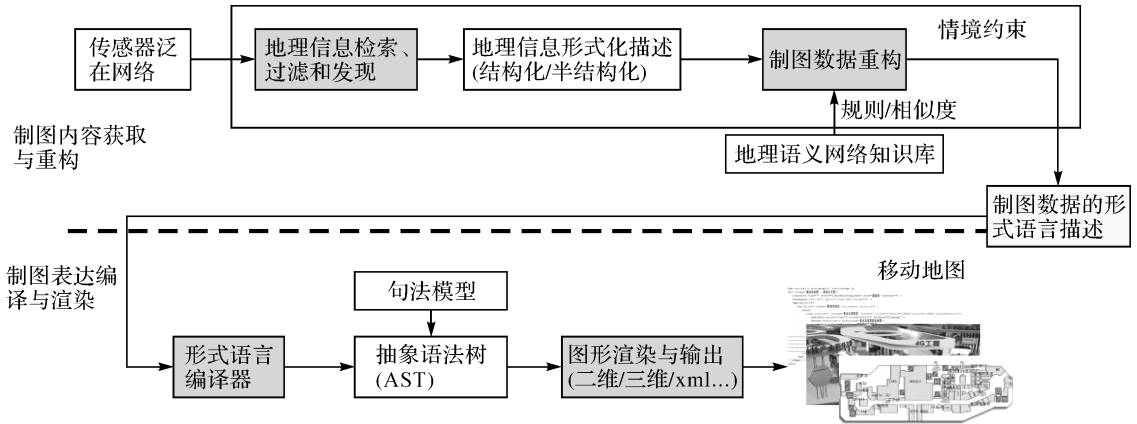 情境约束
传感器泛
在网络
地理信息检索、
过滤和发现
地理信息形式化描述
(结构化/半结构化)
制图数据重构
规则/相似度
制图内容获取
与重构
地理语义网络知识库
制图数据的形
式语言描述
制图表达编
译与渲染
移动地图
句法模型
形式语言
编译器
抽象语法树
(AST)
图形渲染与输出
(二维/三维/xml...)